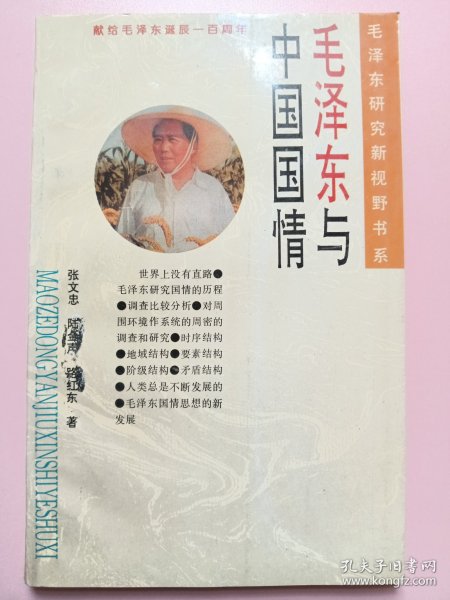 献给毛泽东诞辰一百周年
毛泽东研究新视野书系
毛泽东与
中国国情
世界上没有直路●
毛泽东研究国情的历程
●调查比较分析●对周
围环境作系统的周密的
调查和研究●时序结构
●地域结构●要素结构
●阶级结构●矛盾结构
●人类总是不断发展的
●毛泽东国情思想的新
发展
张文忠 陆 路红东 著
MAOZEDONGYANJIUXINSHIYESHUXI
孔夫子旧书网
www.kongfz.com